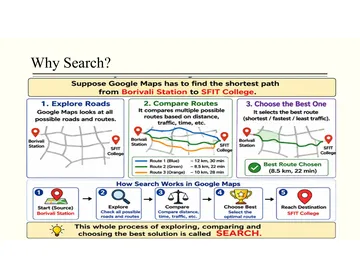 Why Search?
Suppose Google Maps has to find the shortest path
from Borivali Station to SFIT College.
1. Explore Roads
Google Maps looks at all
possible roads and routes.
Borivali
Station
SFIT
College
2. Compare Routes
It compares multiple possible
routes based on distance,
traffic, time, etc.
Borivali
Station
SFIT
College
Route 1 (Blue) – 12 km, 30 min
Route 2 (Green) – 8.5 km, 22 min
Route 3 (Orange) – 10 km, 28 min
3. Choose the Best One
It selects the best route
(shortest / fastest / least traffic).
Borivali
Station
SFIT
College
Best Route Chosen
(8.5 km, 22 min)
How Search Works in Google Maps
1
Start (Source)
Borivali Station
2
Explore
Check all possible
roads and routes
3
Compare
Compare distance,
time, traffic, etc.
4
Choose Best
Select the
optimal route
5
Reach Destination
SFIT College
This whole process of exploring, comparing and
choosing the best solution is called SEARCH.